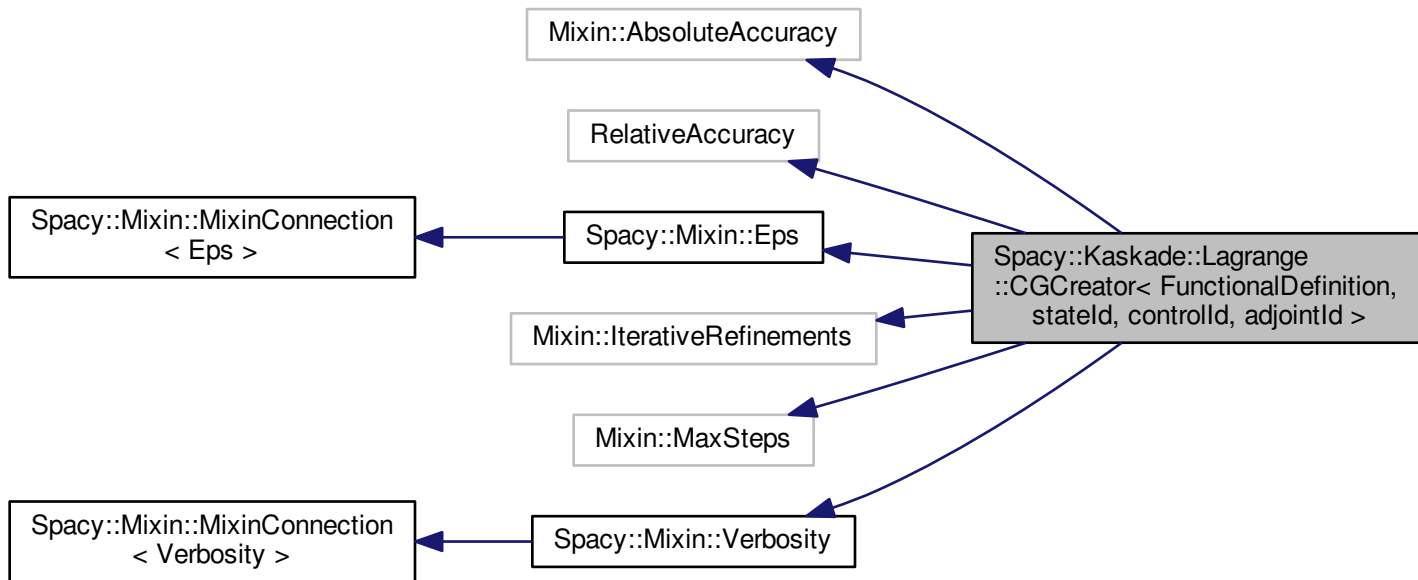 Mixin::AbsoluteAccuracy
RelativeAccuracy
Spacy::Mixin::MixinConnection
< Eps >
Spacy::Mixin::Eps
Spacy::Kaskade::Lagrange
::CGCreator< FunctionalDefinition,
stateId, controlId, adjointId >
Mixin::IterativeRefinements
Mixin::MaxSteps
Spacy::Mixin::MixinConnection
< Verbosity >
Spacy::Mixin::Verbosity